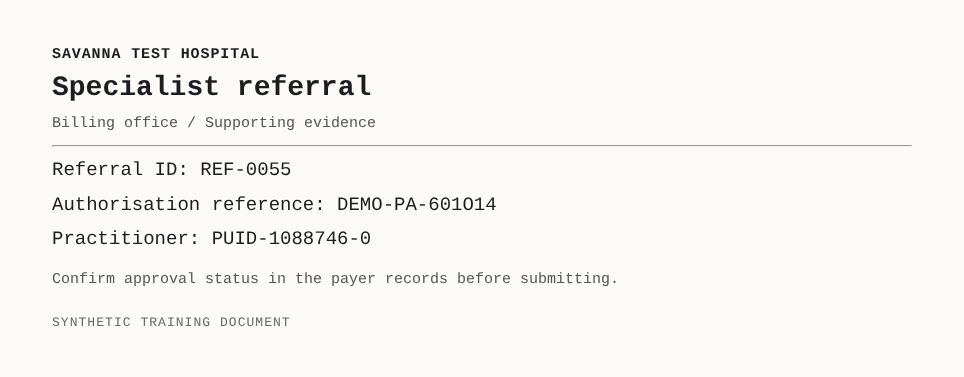 SAVANNA TEST HOSPITAL
Specialist referral
Billing office / Supporting evidence
Referral ID: REF-0055
Authorisation reference: DEMO-PA-601O14
Practitioner: PUID-1088746-0
Confirm approval status in the payer records before submitting.
SYNTHETIC TRAINING DOCUMENT